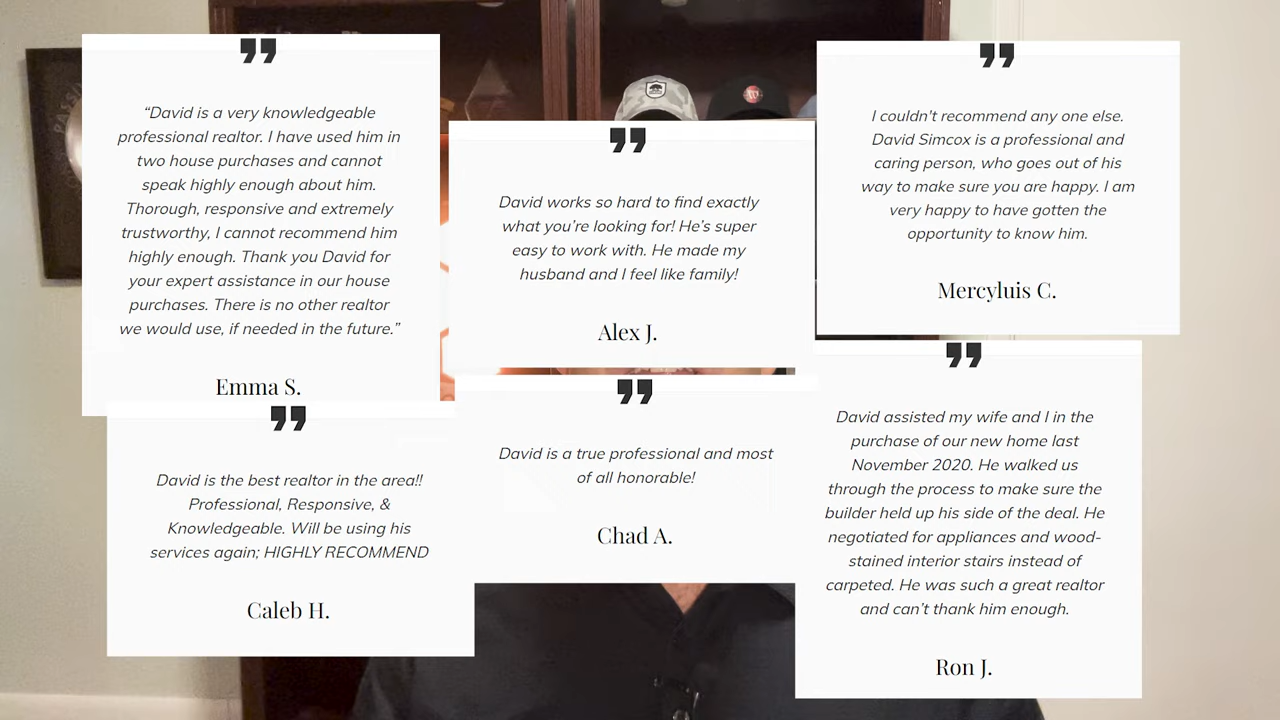 ❞
“David is a very knowledgeable
professional realtor. I have used him in
two house purchases and cannot
speak highly enough about him.
Thorough, responsive and extremely
trustworthy, I cannot recommend him
highly enough. Thank you David for
your expert assistance in our house
purchases. There is no other realtor
we would use, if needed in the future.”
Emma S.
❞
David works so hard to find exactly
what you’re looking for! He’s super
easy to work with. He made my
husband and I feel like family!
Alex J.
❞
I couldn't recommend any one else.
David Simcox is a professional and
caring person, who goes out of his
way to make sure you are happy. I am
very happy to have gotten the
opportunity to know him.
Mercyluis C.
❞
David is the best realtor in the area!!
Professional, Responsive, &
Knowledgeable. Will be using his
services again; HIGHLY RECOMMEND
Caleb H.
❞
David is a true professional and most
of all honorable!
Chad A.
❞
David assisted my wife and I in the
purchase of our new home last
November 2020. He walked us
through the process to make sure the
builder held up his side of the deal. He
negotiated for appliances and wood-
stained interior stairs instead of
carpeted. He was such a great realtor
and can’t thank him enough.
Ron J.